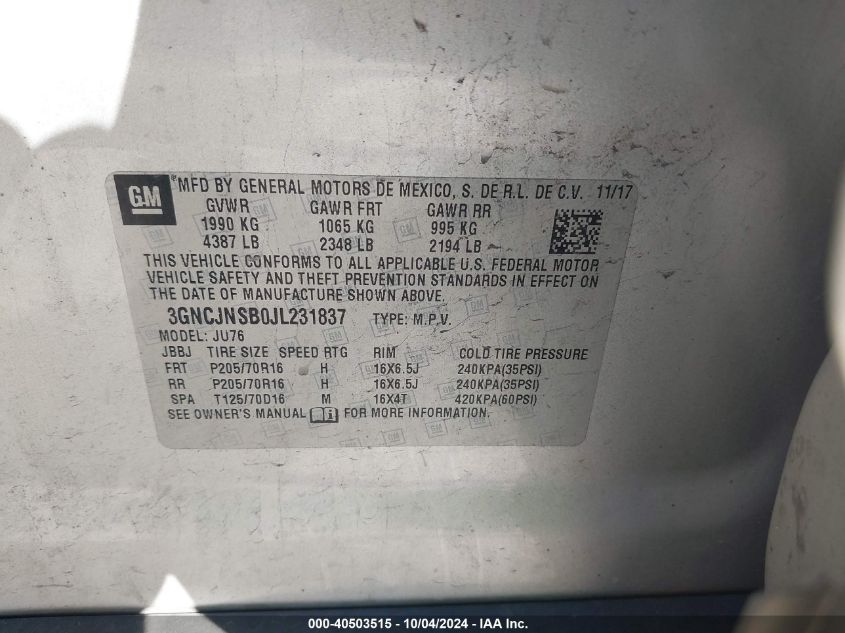 GM ® MFD BY GENERAL MOTORS DE MEXICO, S. DE R.L. DE C.V. 11/17
GVWR GAWR FRT GAWR RR
1990 KG 1065 KG 995 KG
4387 LB 2348 LB 2194 LB
THIS VEHICLE CONFORMS TO ALL APPLICABLE U.S. FEDERAL MOTOR
VEHICLE SAFETY AND THEFT PREVENTION STANDARDS IN EFFECT ON
THE DATE OF MANUFACTURE SHOWN ABOVE.
3GNCJNSB0JL231837 TYPE: M.P.V.
MODEL: JU76
JBBJ TIRE SIZE SPEED RTG RIM COLD TIRE PRESSURE
FRT P205/70R16 H 16X6.5J 240KPA(35PSI)
RR P205/70R16 H 16X6.5J 240KPA(35PSI)
SPA T125/70D16 M 16X4T 420KPA(60PSI)
SEE OWNER'S MANUAL i FOR MORE INFORMATION.
000-40503515 - 10/04/2024 - IAA Inc.